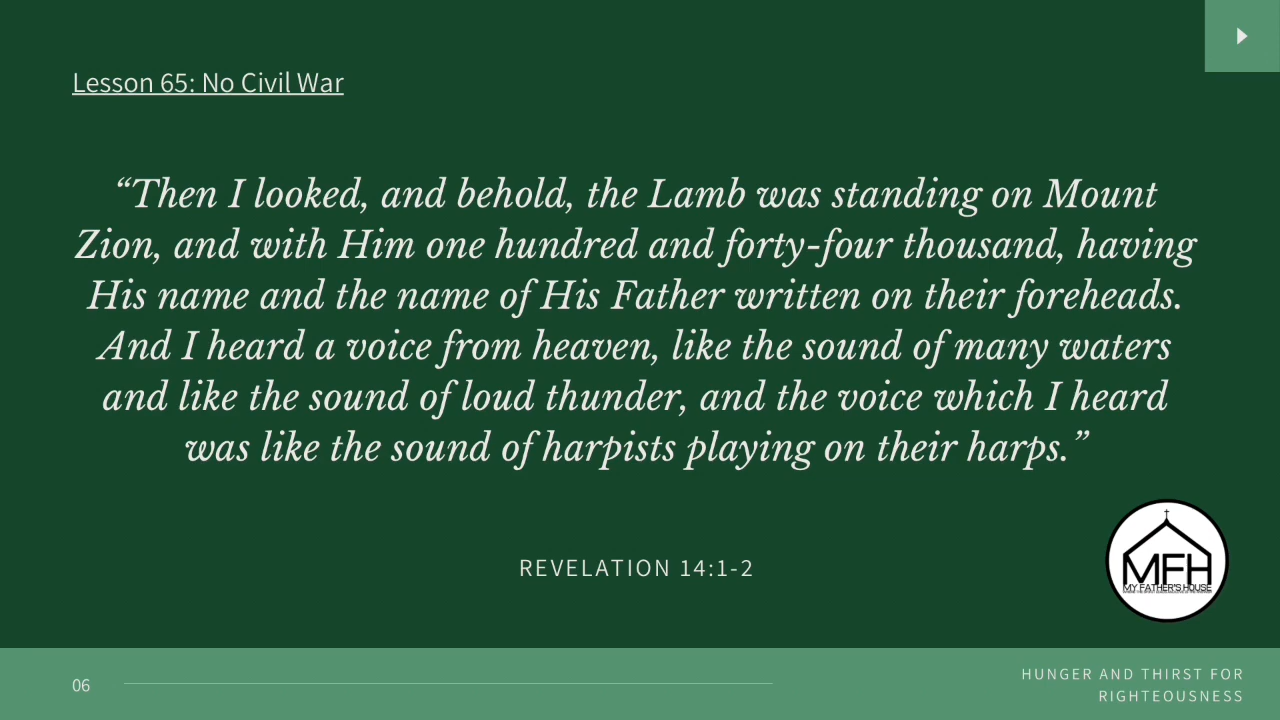 Lesson 65: No Civil War
“Then I looked, and behold, the Lamb was standing on Mount
Zion, and with Him one hundred and forty-four thousand, having
His name and the name of His Father written on their foreheads.
And I heard a voice from heaven, like the sound of many waters
and like the sound of loud thunder, and the voice which I heard
was like the sound of harpists playing on their harps.”
REVELATION 14:1-2
MFH
MY FATHER'S HOUSE
06
HUNGER AND THIRST FOR
RIGHTEOUSNESS